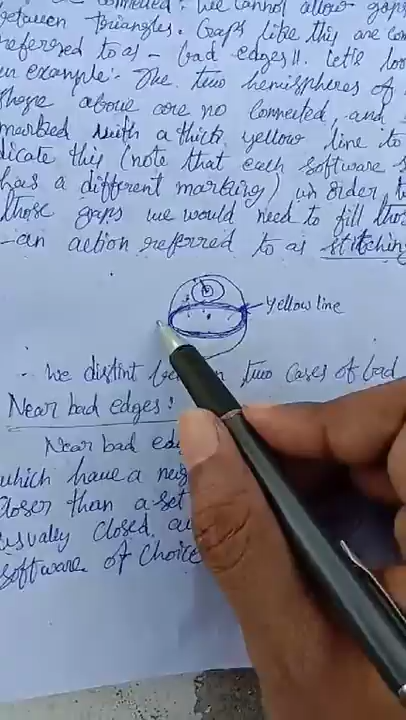 connected. We cannot allow gaps
between triangles. Gaps like this are com
referred to as - bad edges ||. Let's loo
an example:- The two hemispheres of
shape above are no connected, and
marked with a thick yellow line to
dicate this (note that each software
has a different marking) in order, t
those gaps we would need to fill thos
-an action referred to as stitching
Yellow line
- We distint two cases of bad
Near bad edges:
Near bad
which have a
closer than a set
usually closed
software of choice